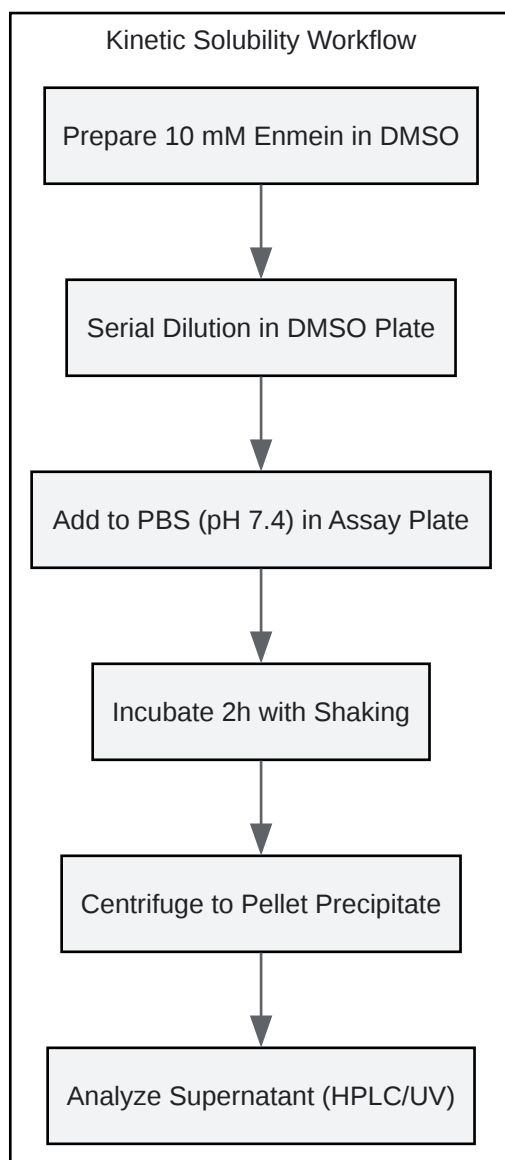 Kinetic Solubility Workflow
Prepare 10 mM Enmein in DMSO
Serial Dilution in DMSO Plate
Add to PBS (pH 7.4) in Assay Plate
Incubate 2h with Shaking
Centrifuge to Pellet Precipitate
Analyze Supernatant (HPLC/UV)